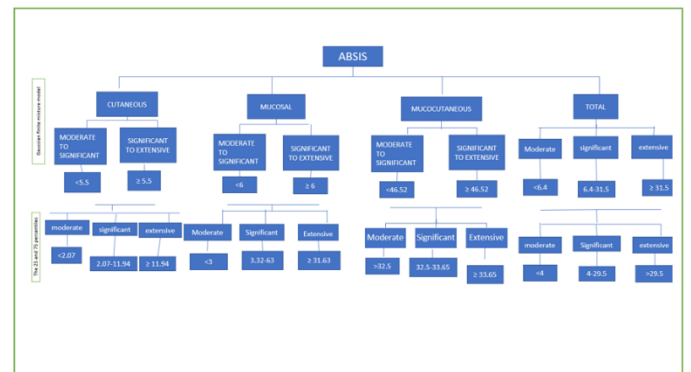 ABSIS
CUTANEOUS
MUCOSAL
MUCOCUTANEOUS
TOTAL
Gaussian finite mixture model
MODERATE
TO
SIGNIFICANT
SIGNIFICANT
TO EXTENSIVE
MODERATE
TO
SIGNIFICANT
SIGNIFICANT
TO EXTENSIVE
MODERATE
TO
SIGNIFICANT
SIGNIFICANT
TO EXTENSIVE
Moderate
significant
extensive
<5.5
≥ 5.5
<6
≥ 6
<46.52
≥ 46.52
<6.4
6.4-31.5
≥ 31.5
The 25 and 75 percentiles
moderate
significant
extensive
Moderate
Significant
Extensive
Moderate
Significant
Extensive
moderate
Significant
extensive
<2.07
2.07-11.94
≥ 11.94
<3
3.32-63
≥ 31.63
>32.5
32.5-33.65
≥ 33.65
<4
4-29.5
>29.5